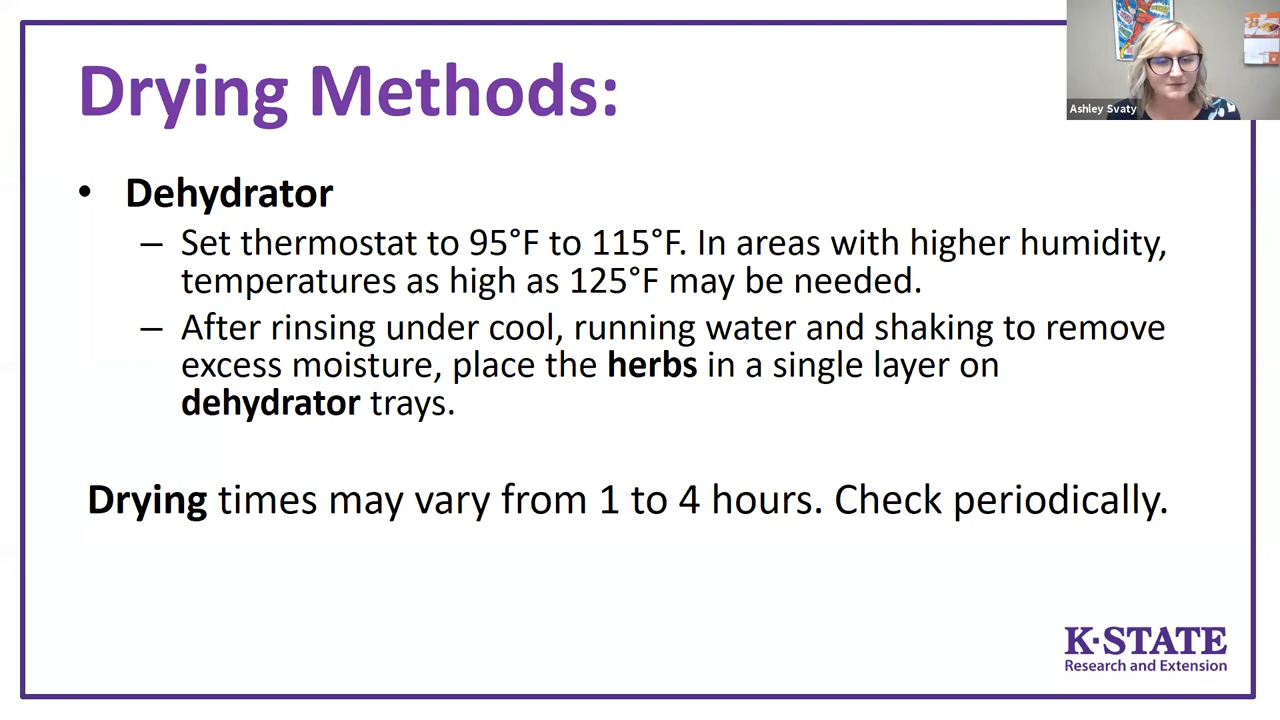 Drying Methods:
Ashley Svaty
• Dehydrator
– Set thermostat to 95°F to 115°F. In areas with higher humidity,
temperatures as high as 125°F may be needed.
– After rinsing under cool, running water and shaking to remove
excess moisture, place the herbs in a single layer on
dehydrator trays.
Drying times may vary from 1 to 4 hours. Check periodically.
K·STATE
Research and Extension